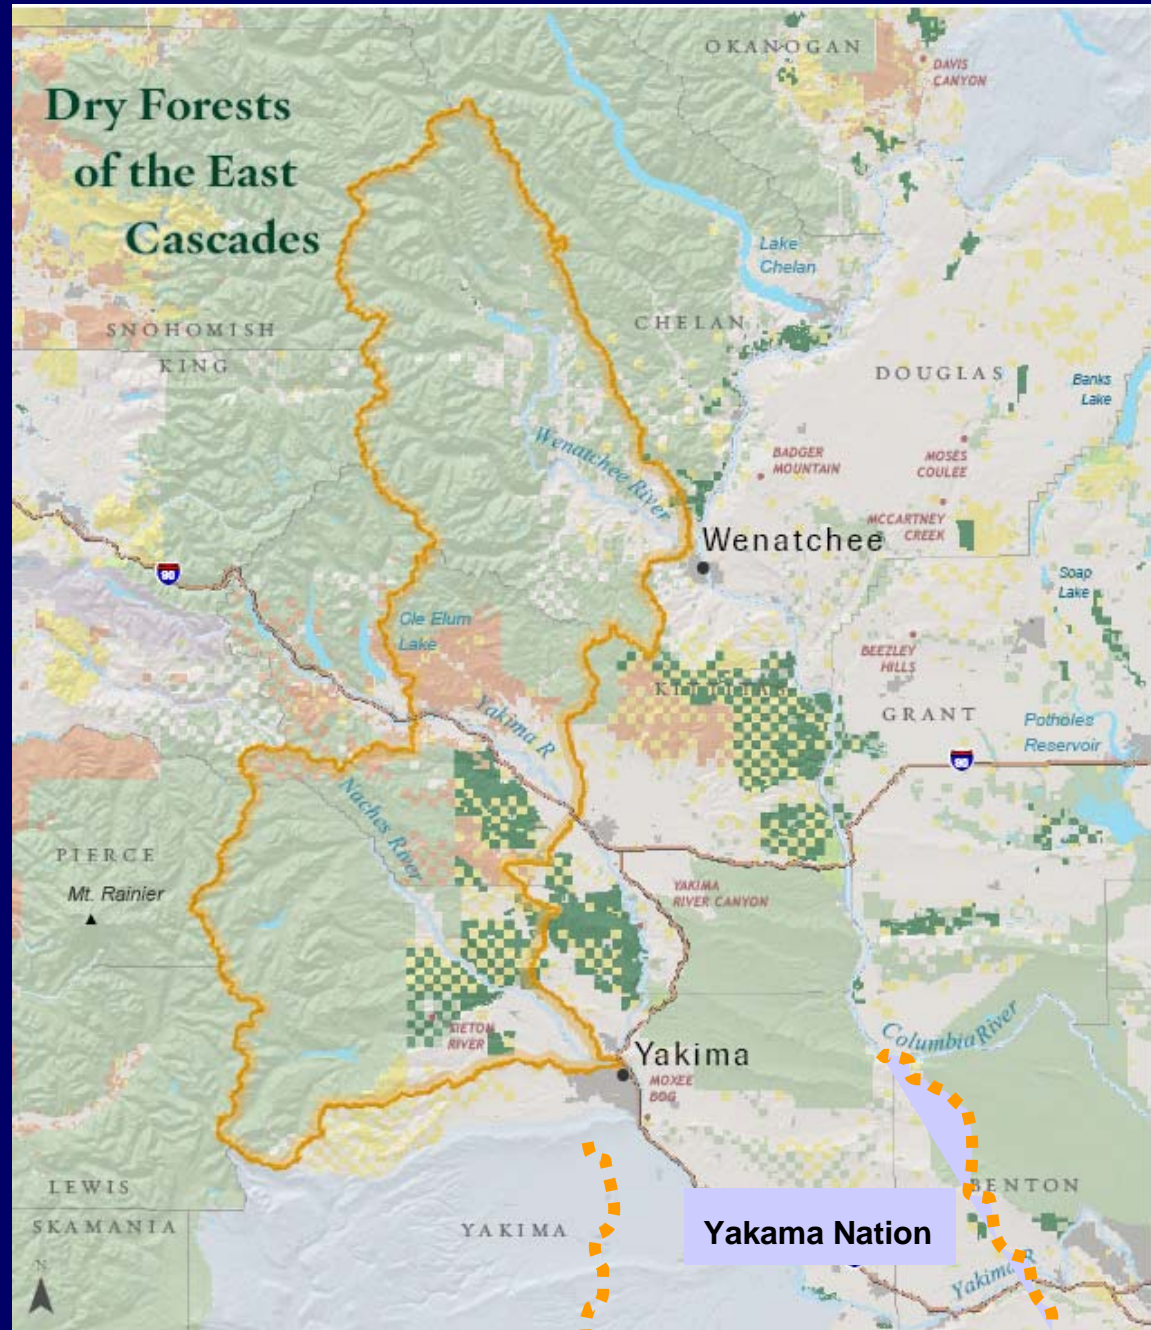 Dry Forests
of the East
Cascades
OKANOGAN
DAVIS
CANYON
Lake
Chelan
SNOHOMISH
KING
CHELAN
DOUGLAS
Banks
Lake
Wenatchee River
BADGER
MOUNTAIN
MOSES
COULEE
MCCARTNEY
CREEK
Wenatchee
90
Soap
Lake
Cle Elum
Lake
BEEZLEY
HILLS
KITTITAS
Yakima R
GRANT
Potholes
Reservoir
90
Naches River
PIERCE
Mt. Rainier
YAKIMA
RIVER CANYON
TIETON
RIVER
Columbia River
Yakima
MOXEE
BOG
LEWIS
SKAMANIA
YAKIMA
Yakama Nation
BENTON
Yakima R
N